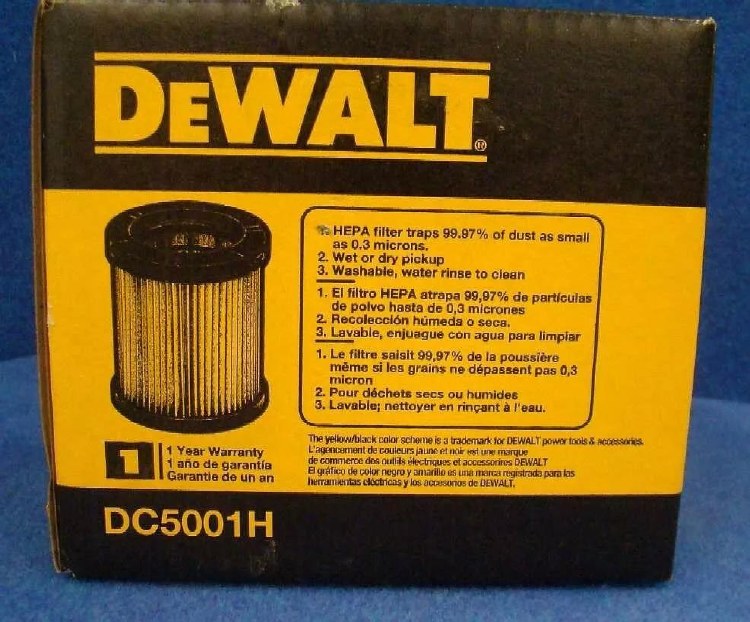 DEWALT®
1. HEPA filter traps 99.97% of dust as small
as 0.3 microns.
2. Wet or dry pickup
3. Washable, water rinse to clean
1. El filtro HEPA atrapa 99,97% de partículas
de polvo hasta de 0,3 micrones
2. Recolección húmeda o seca.
3. Lavable, enjuague con agua para limpiar
1. Le filtre saisit 99,97% de la poussière
même si les grains ne dépassent pas 0,3
micron
2. Pour déchets secs ou humides
3. Lavable; nettoyer en rinçant à l'eau.
1
1 Year Warranty
1 año de garantía
Garantie de un an
The yellow/black color scheme is a trademark for DEWALT power tools & accessories.
L'agencement de couleurs jaune et noir est une marque
de commerce des outils électriques et accessoires DEWALT
El gráfico de color negro y amarillo es una marca registrada para las
herramientas eléctricas y los accesorios de DEWALT.
DC5001H